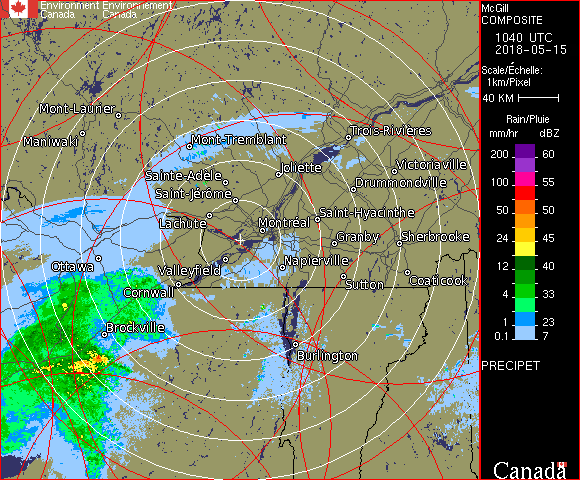 Environment Environnement
Canada Canada
McGill
COMPOSITE
1040 UTC
2018-05-15
Scale/Échelle:
1km/Pixel
40 KM
Rain/Pluie
mm/hr dBZ
200 60
150 57
100 55
50 50
24 45
12 40
4 33
1 23
0.1 7
PRECIPET
Mont-Laurier
Maniwaki
Mont-Tremblant
Trois-Rivières
Joliette
Victoriaville
Sainte-Adèle
Drummondville
Saint-Jérôme
Saint-Hyacinthe
Lachute
Montréal
Granby
Sherbrooke
Ottawa
Valleyfield
Napierville
Cornwall
Sutton
Coaticook
Brockville
Burlington
Canada